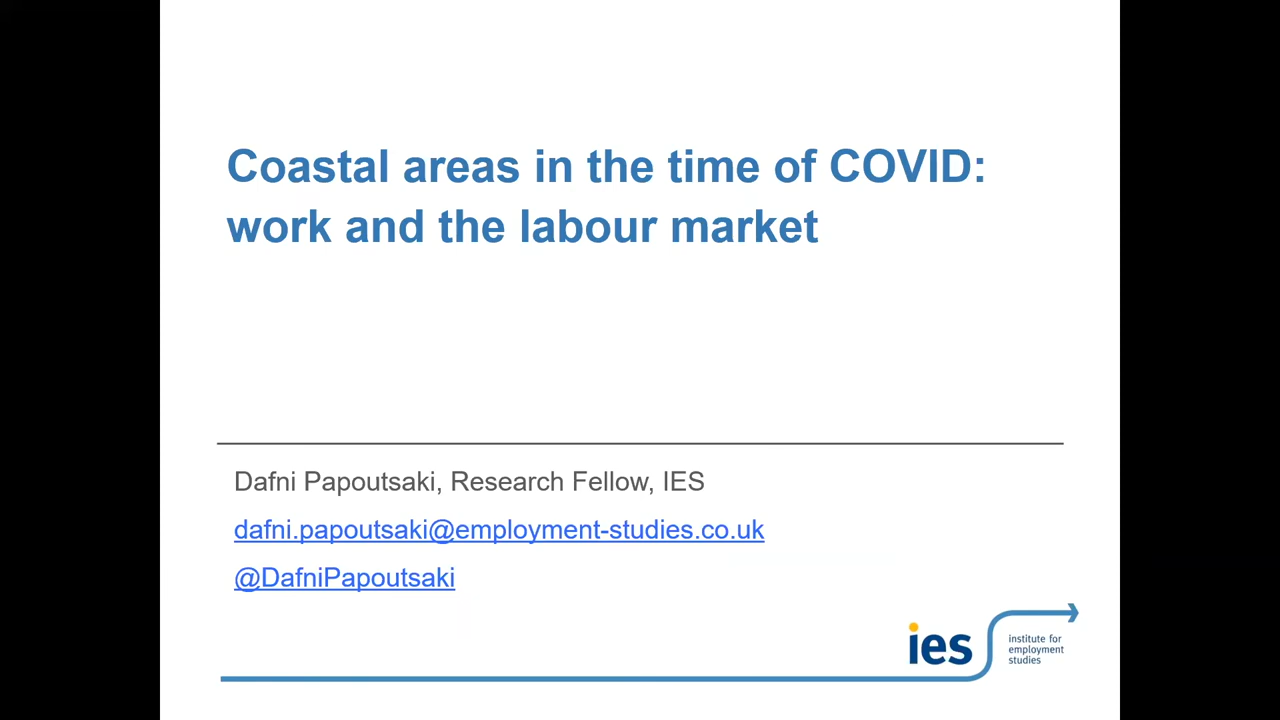 Coastal areas in the time of COVID:
work and the labour market
Dafni Papoutsaki, Research Fellow, IES
dafni.papoutsaki@employment-studies.co.uk
@DafniPapoutsaki
ies
institute for
employment
studies